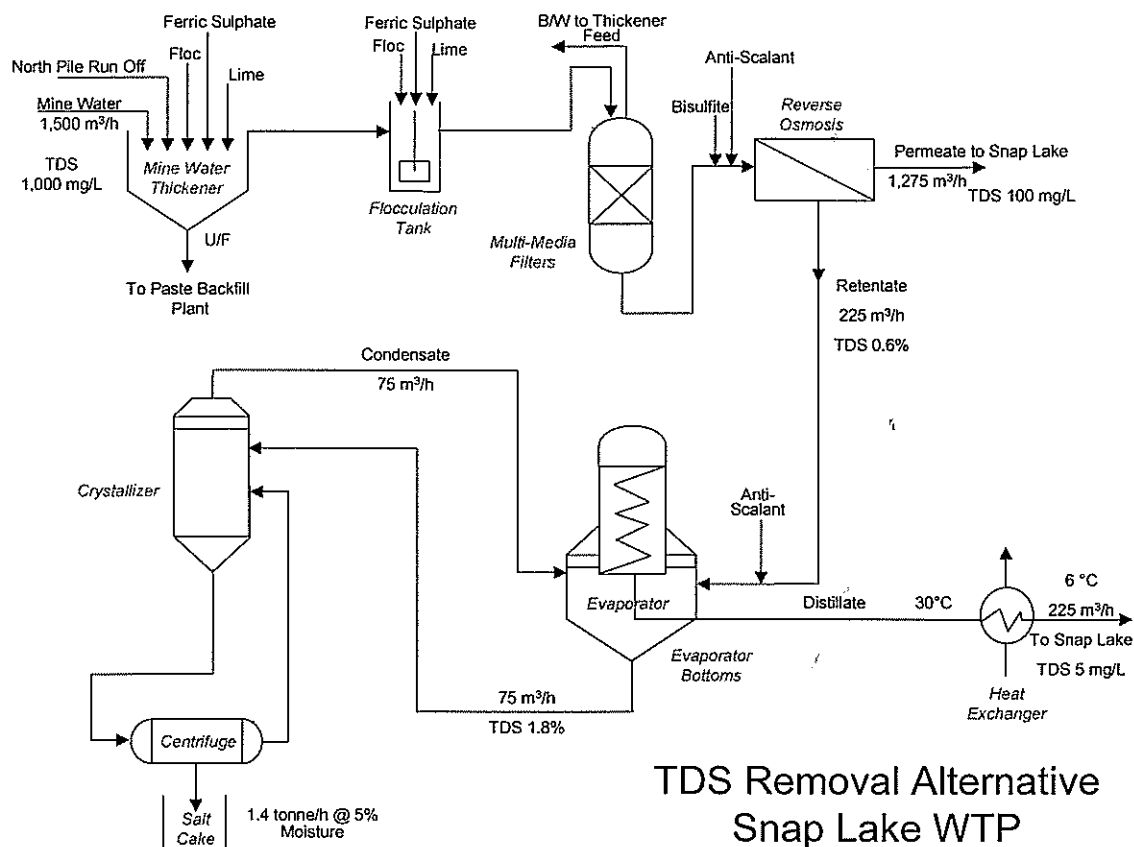 Ferric Sulphate
Floc
North Pile Run Off
Lime
Mine Water
1,500 m³/h
TDS
1,000 mg/L
Mine Water
Thickener
U/F
To Paste Backfill
Plant
Ferric Sulphate
Floc
Lime
Flocculation
Tank
B/W to Thickener
Feed
Multi-Media
Filters
Anti-Scalant
Bisulfite
Reverse
Osmosis
Permeate to Snap Lake
1,275 m³/h
TDS 100 mg/L
Retentate
225 m³/h
TDS 0.6%
Condensate
75 m³/h
Crystallizer
Anti-
Scalant
Evaporator
Distillate
30°C
6 °C
225 m³/h
To Snap Lake
TDS 5 mg/L
Evaporator
Bottoms
Heat
Exchanger
75 m³/h
TDS 1.8%
Centrifuge
Salt
Cake
1.4 tonne/h @ 5%
Moisture
TDS Removal Alternative
Snap Lake WTP